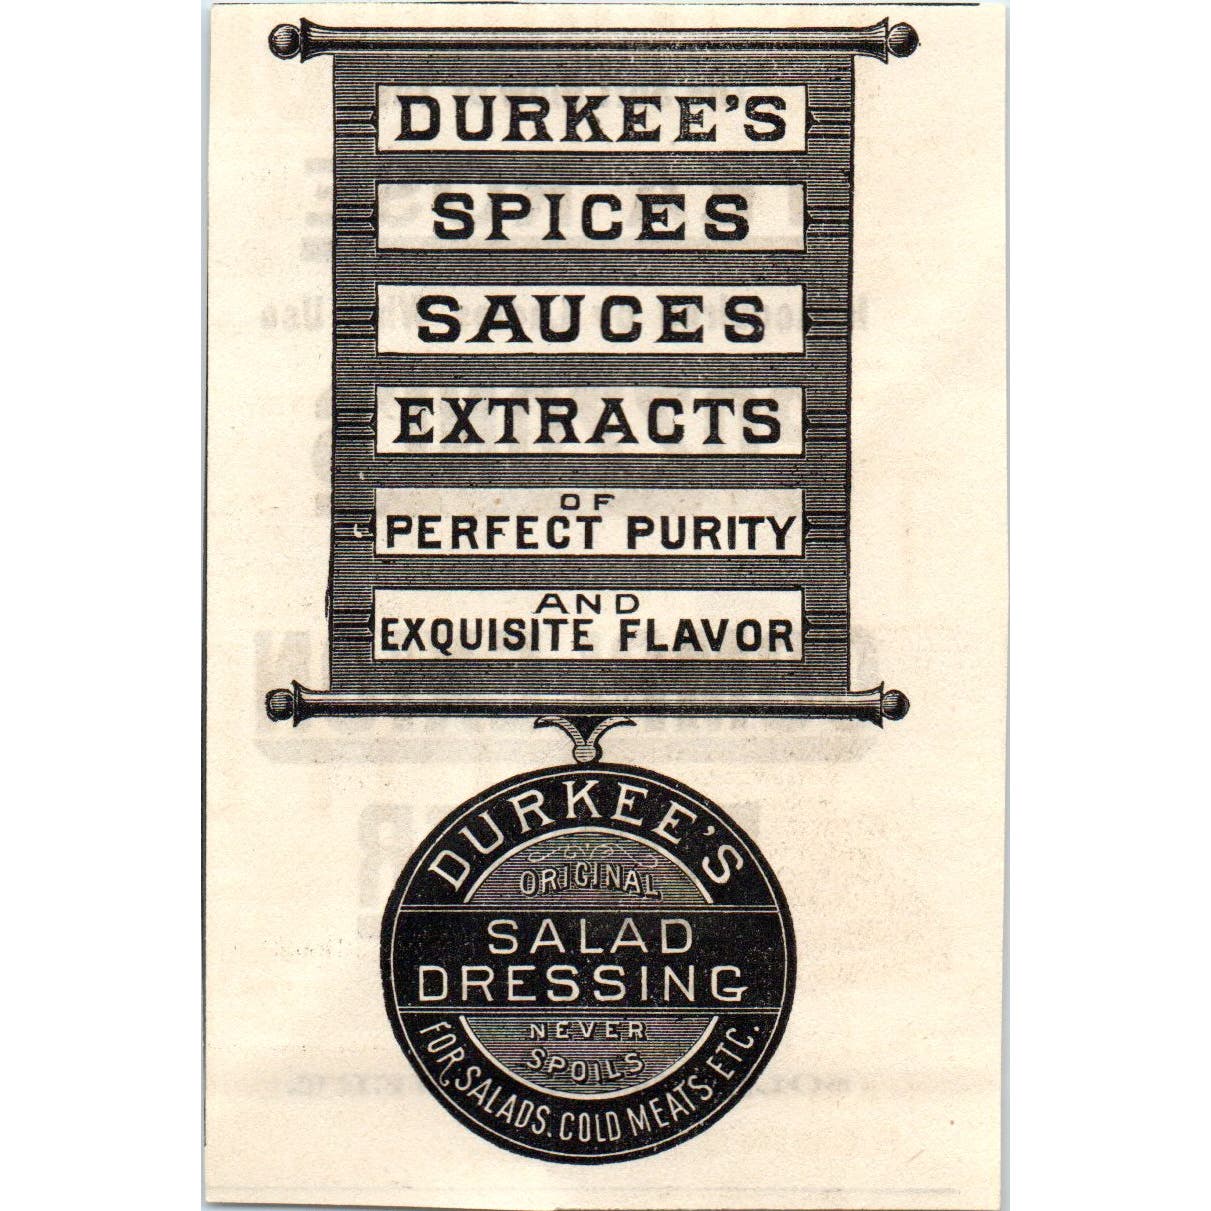 DURKEE'S
SPICES
SAUCES
EXTRACTS
OF
PERFECT PURITY
AND
EXQUISITE FLAVOR
DURKEE'S
ORIGINAL
SALAD
DRESSING
NEVER
SPOILS
FOR SALADS. COLD MEATS. ETC.